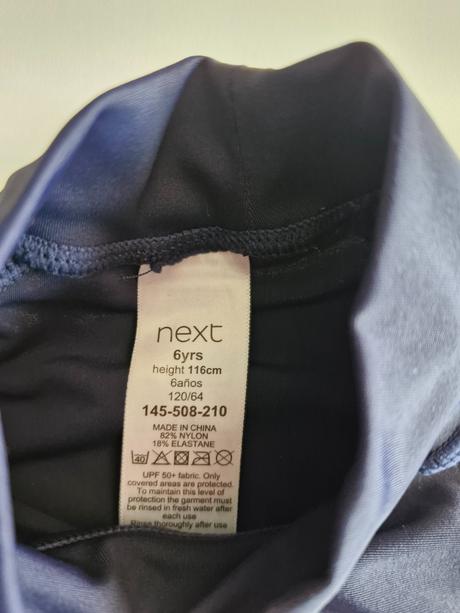 next
6yrs
height 116cm
6años
120/64
145-508-210
MADE IN CHINA
82% NYLON
18% ELASTANE
40
UPF 50+ fabric. Only
covered areas are protected.
To maintain this level of
protection the garment must
be rinsed in fresh water after
each use
Rinse thoroughly after use